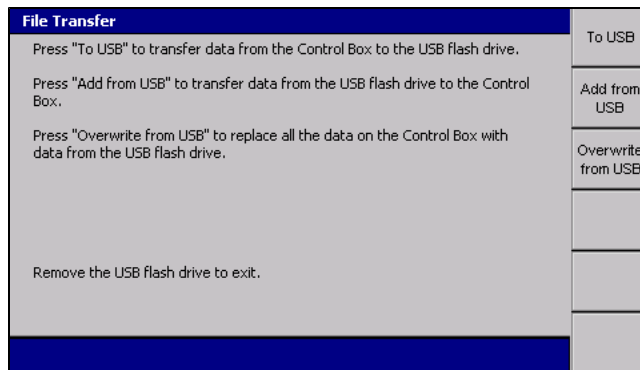 File Transfer
Press "To USB" to transfer data from the Control Box to the USB flash drive.
Press "Add from USB" to transfer data from the USB flash drive to the Control
Box.
Press "Overwrite from USB" to replace all the data on the Control Box with
data from the USB flash drive.
Remove the USB flash drive to exit.
To USB
Add from
USB
Overwrite
from USB